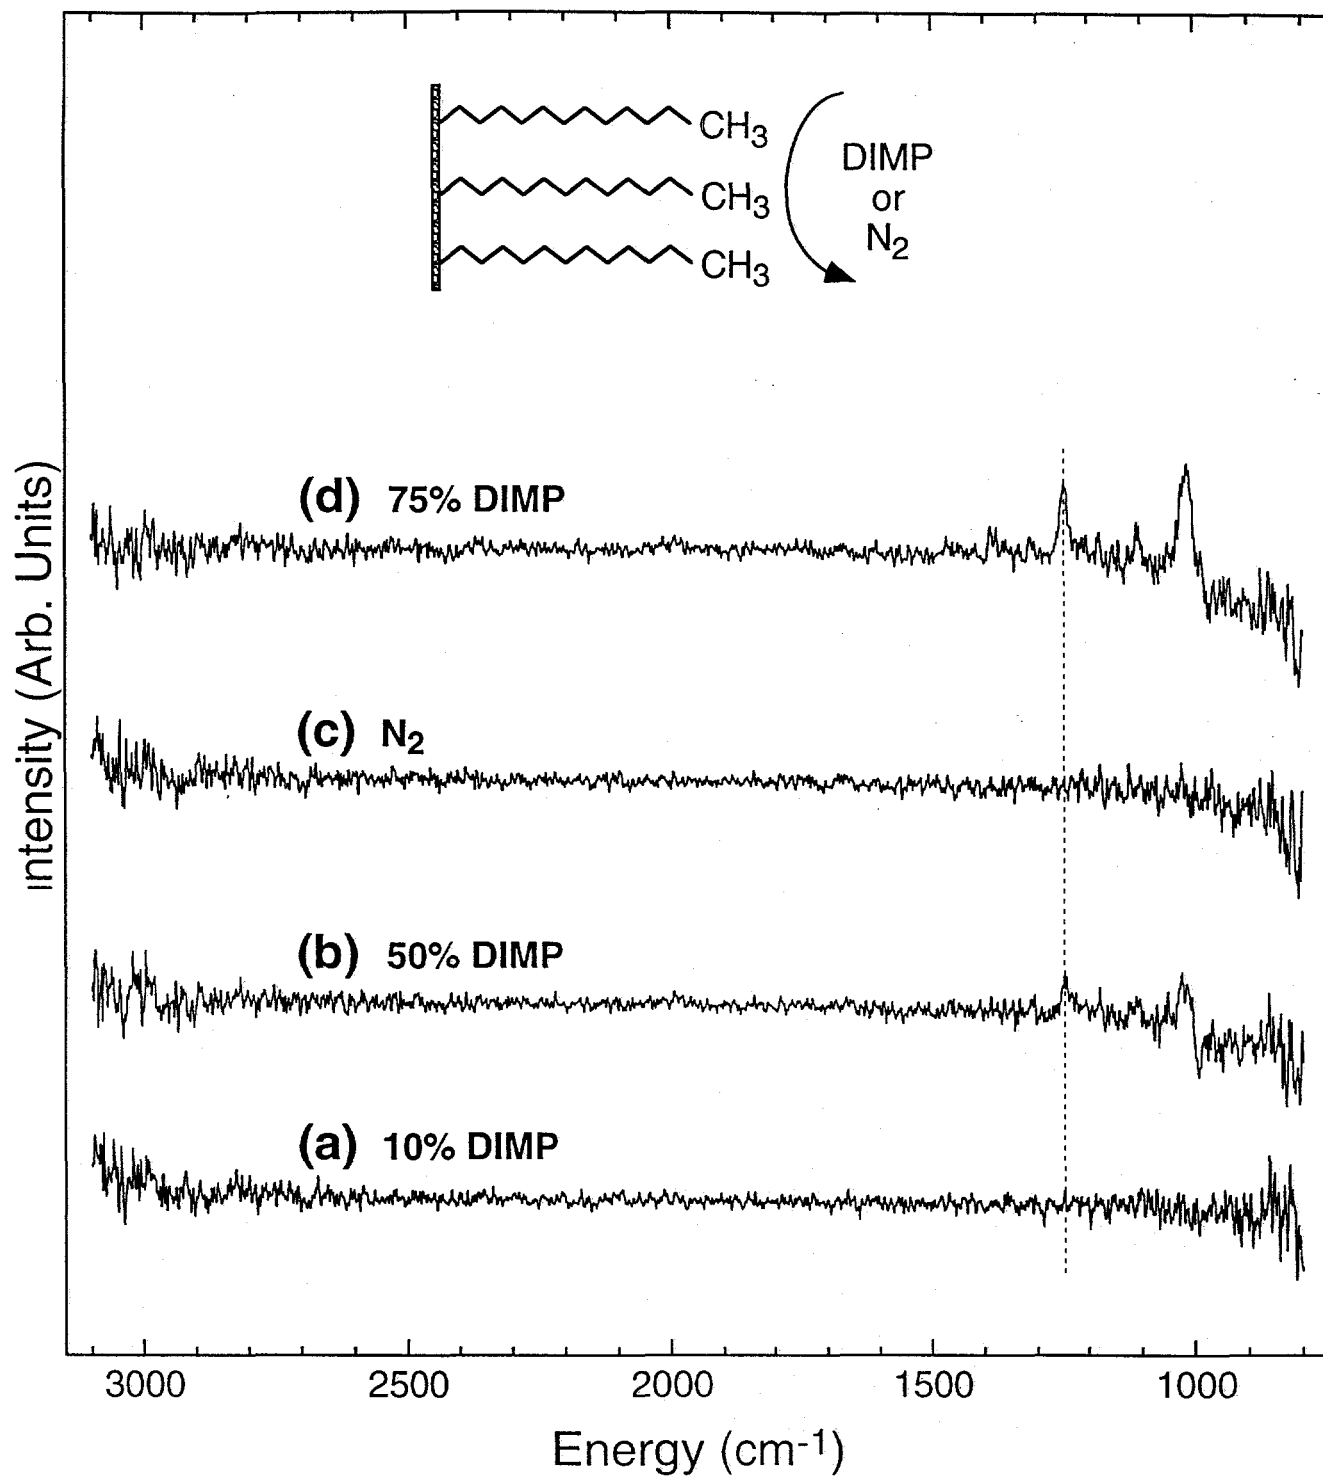 CH3
CH3
CH3
DIMP
or
N2
(d) 75% DIMP
(c) N2
(b) 50% DIMP
(a) 10% DIMP
Intensity (Arb. Units)
3000 2500 2000 1500 1000
Energy (cm-1)